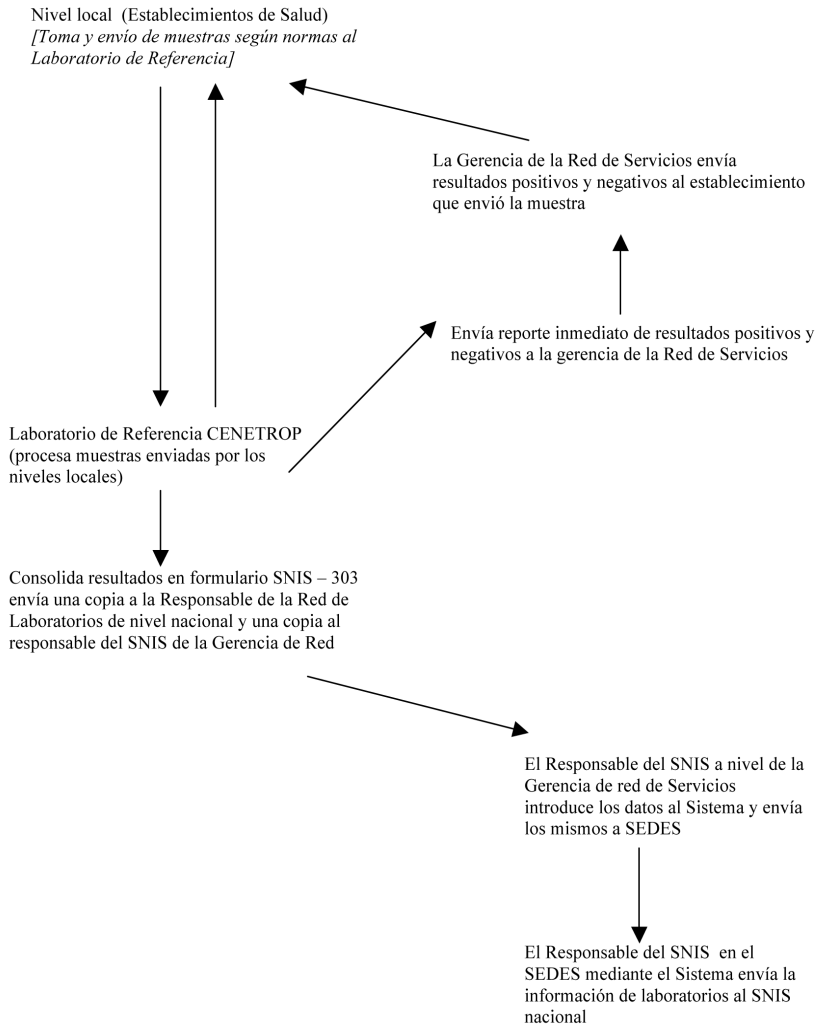 Nivel local  (Establecimientos de Salud)
[Toma y envío de muestras según normas al
Laboratorio de Referencia]
La Gerencia de la Red de Servicios envía
resultados positivos y negativos al establecimiento
que envió la muestra
Envía reporte inmediato de resultados positivos y
negativos a la gerencia de la Red de Servicios
Laboratorio de Referencia CENETROP
(procesa muestras enviadas por los
niveles locales)
Consolida resultados en formulario SNIS – 303
envía una copia a la Responsable de la Red de
Laboratorios de nivel nacional y una copia al
responsable del SNIS de la Gerencia de Red
El Responsable del SNIS a nivel de la
Gerencia de red de Servicios
introduce los datos al Sistema y envía
los mismos a SEDES
El Responsable del SNIS  en el
SEDES mediante el Sistema envía la
información de laboratorios al SNIS
nacional